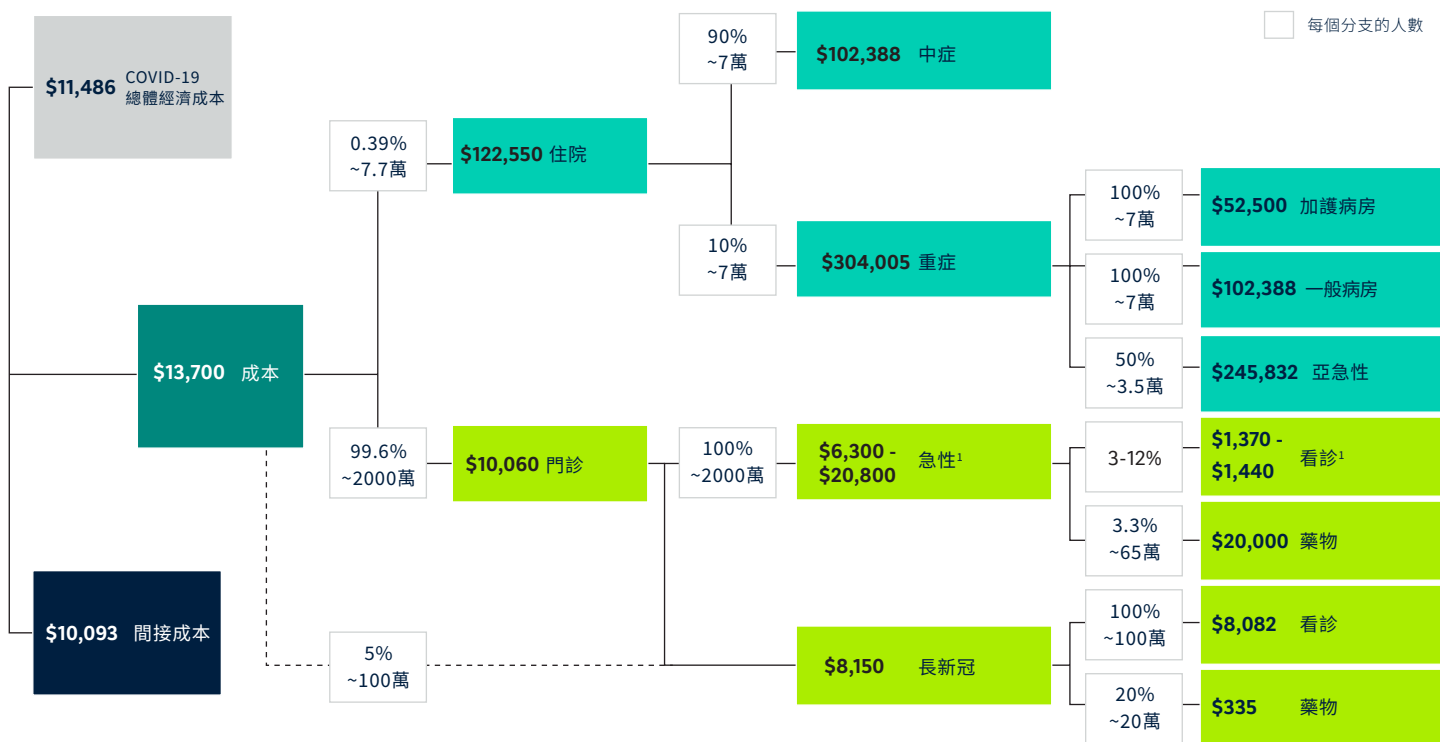 每個分支的人數
$11,486 COVID-19
總體經濟成本
$13,700 成本
$10,093 間接成本
0.39%
~7.7萬
$122,550 住院
90%
~7萬
$102,388 中症
10%
~7萬
$304,005 重症
100%
~7萬
$52,500 加護病房
100%
~7萬
$102,388 一般病房
50%
~3.5萬
$245,832 亞急性
99.6%
~2000萬
$10,060 門診
100%
~2000萬
$6,300 -
$20,800 急性¹
3-12%
$1,370 -
$1,440 看診¹
3.3%
~65萬
$20,000 藥物
5%
~100萬
$8,150 長新冠
100%
~100萬
$8,082 看診
20%
~20萬
$335 藥物